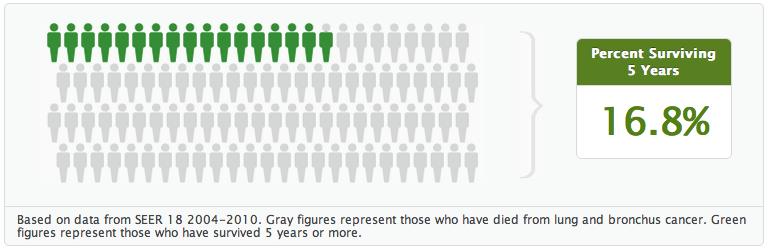 Percent Surviving
5 Years
16.8%
Based on data from SEER 18 2004-2010. Gray figures represent those who have died from lung and bronchus cancer. Green
figures represent those who have survived 5 years or more.